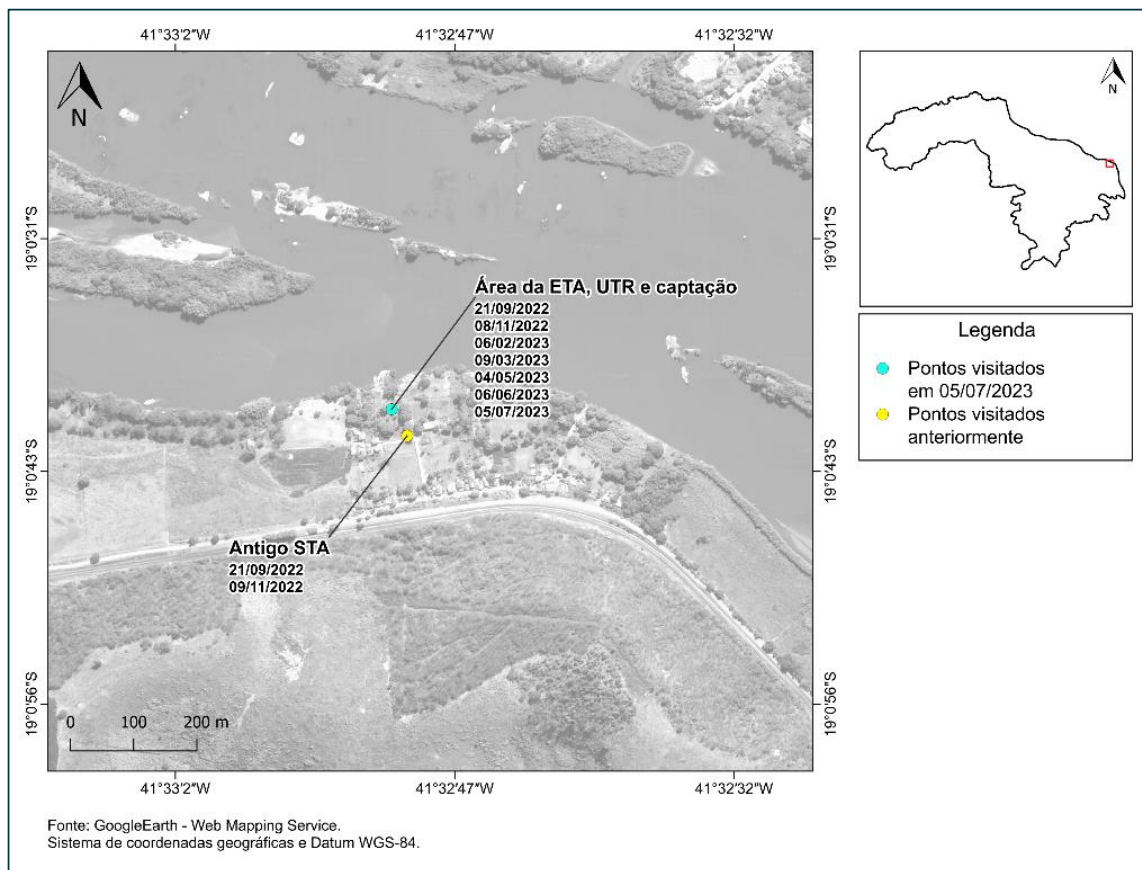 41°33'2"W
41°32'47"W
41°32'32"W
N
N
19°0'31"S
19°0'31"S
Área da ETA, UTR e captação
21/09/2022
08/11/2022
06/02/2023
09/03/2023
04/05/2023
06/06/2023
05/07/2023
Legenda
Pontos visitados
em 05/07/2023
Pontos visitados
anteriormente
19°0'43"S
19°0'43"S
Antigo STA
21/09/2022
09/11/2022
19°0'56"S
19°0'56"S
0 100 200 m
41°33'2"W
41°32'47"W
41°32'32"W
Fonte: GoogleEarth - Web Mapping Service.
Sistema de coordenadas geográficas e Datum WGS-84.